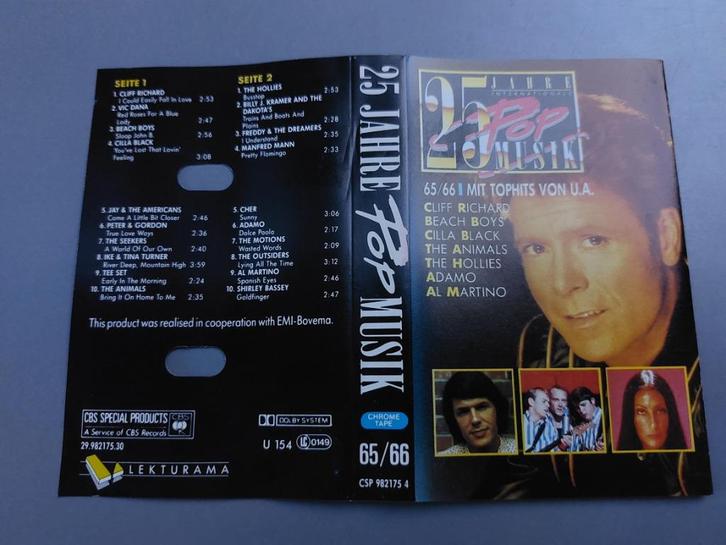 SEITE 1
1. CLIFF RICHARD
I Could Easily Fall In Love 2:53
2. VIC DANA
Red Roses For A Blue
Lady 2:47
3. BEACH BOYS
Sloop John B. 2:56
4. CILLA BLACK
You've Lost That Lovin'
Feeling 3:08
5. JAY & THE AMERICANS
Come A Little Bit Closer 2:46
6. PETER & GORDON
True Love Ways 2:36
7. THE SEEKERS
A World Of Our Own 2:40
8. IKE & TINA TURNER
River Deep, Mountain High 3:59
9. TEE SET
Early In The Morning 2:24
10. THE ANIMALS
Bring It On Home To Me 2:35
SEITE 2
1. THE HOLLIES
Busstop 2:53
2. BILLY J. KRAMER AND THE
DAKOTA'S
Trains And Boats And
Plains 2:28
3. FREDDY & THE DREAMERS
I Understand 2:35
4. MANFRED MANN
Pretty Flamingo 2:33
5. CHER
Sunny 3:06
6. ADAMO
Dolce Paola 2:17
7. THE MOTIONS
Wasted Words 2:09
8. THE OUTSIDERS
Lying All The Time 3:12
9. AL MARTINO
Spanish Eyes 2:46
10. SHIRLEY BASSEY
Goldfinger 2:47
This product was realised in cooperation with EMI-Bovema.
CBS SPECIAL PRODUCTS CBS
A Service of CBS Records
29.982175.30
LEKTURAMA
DOLBY SYSTEM
U 154 LC 0149
25 JAHRE POP MUSIK
CHROME
TAPE
65/66
CSP 982175 4
25 JAHRE
INTERNATIONALE
POP
MUSIK
65/66 MIT TOPHITS VON U.A.
CLIFF RICHARD
BEACH BOYS
CILLA BLACK
THE ANIMALS
THE HOLLIES
ADAMO
AL MARTINO